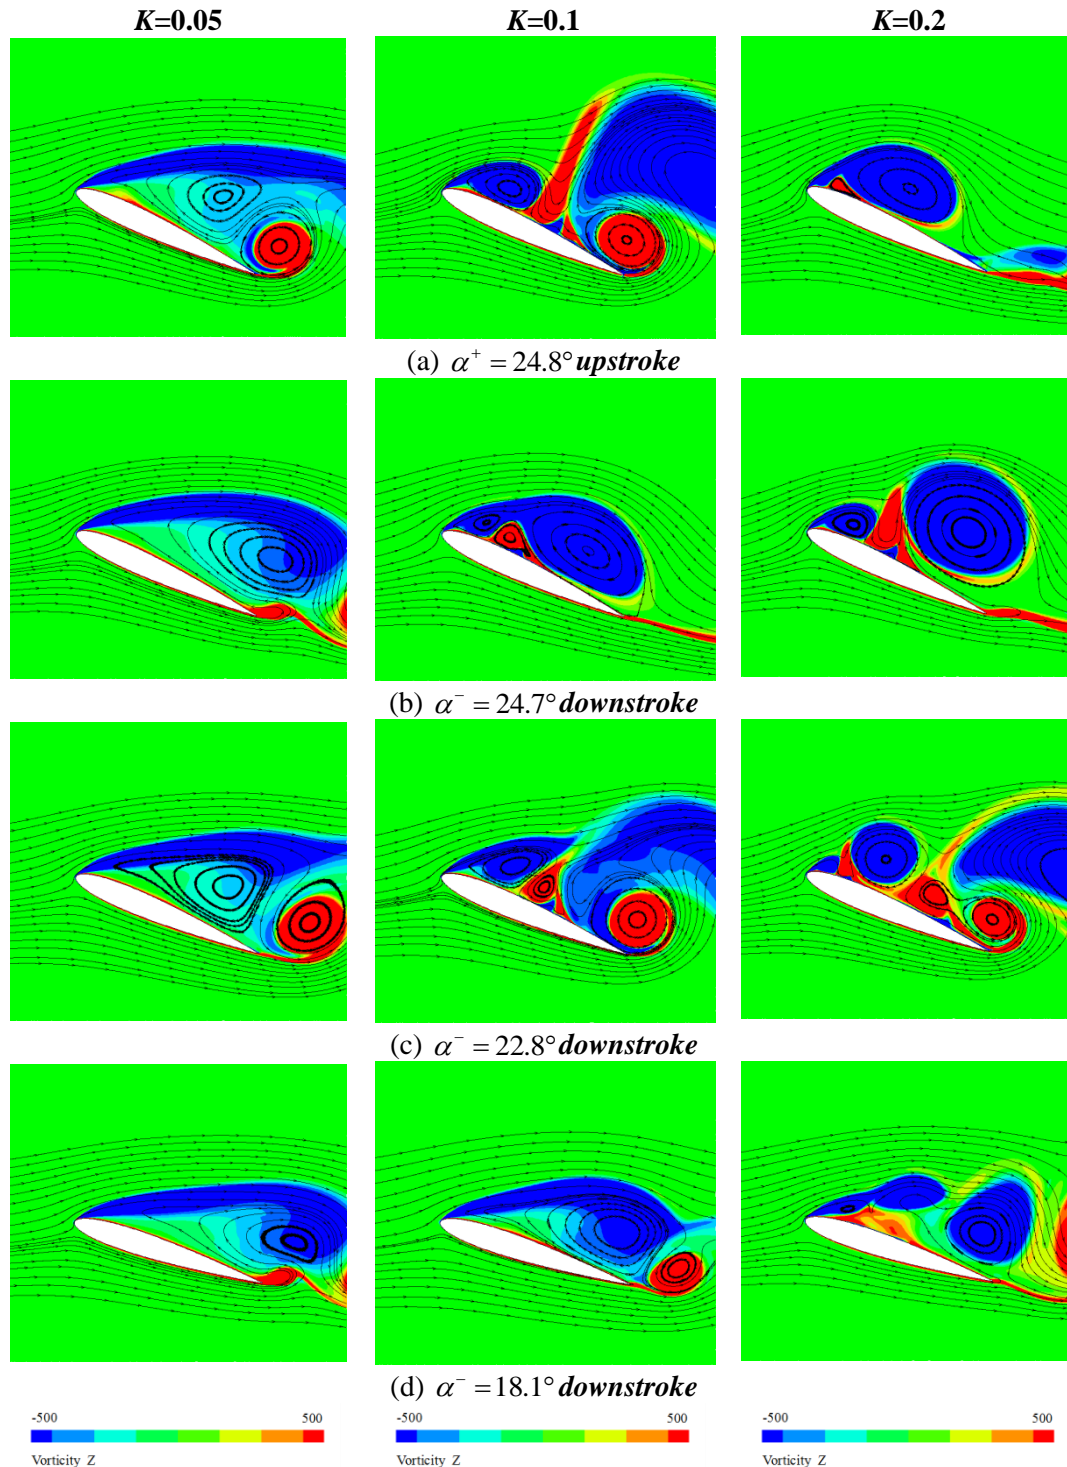 K=0.05 K=0.1 K=0.2
(a) α⁺ = 24.8° upstroke
(b) α⁻ = 24.7° downstroke
(c) α⁻ = 22.8° downstroke
(d) α⁻ = 18.1° downstroke
-500 500 -500 500 -500 500
Vorticity Z Vorticity Z Vorticity Z